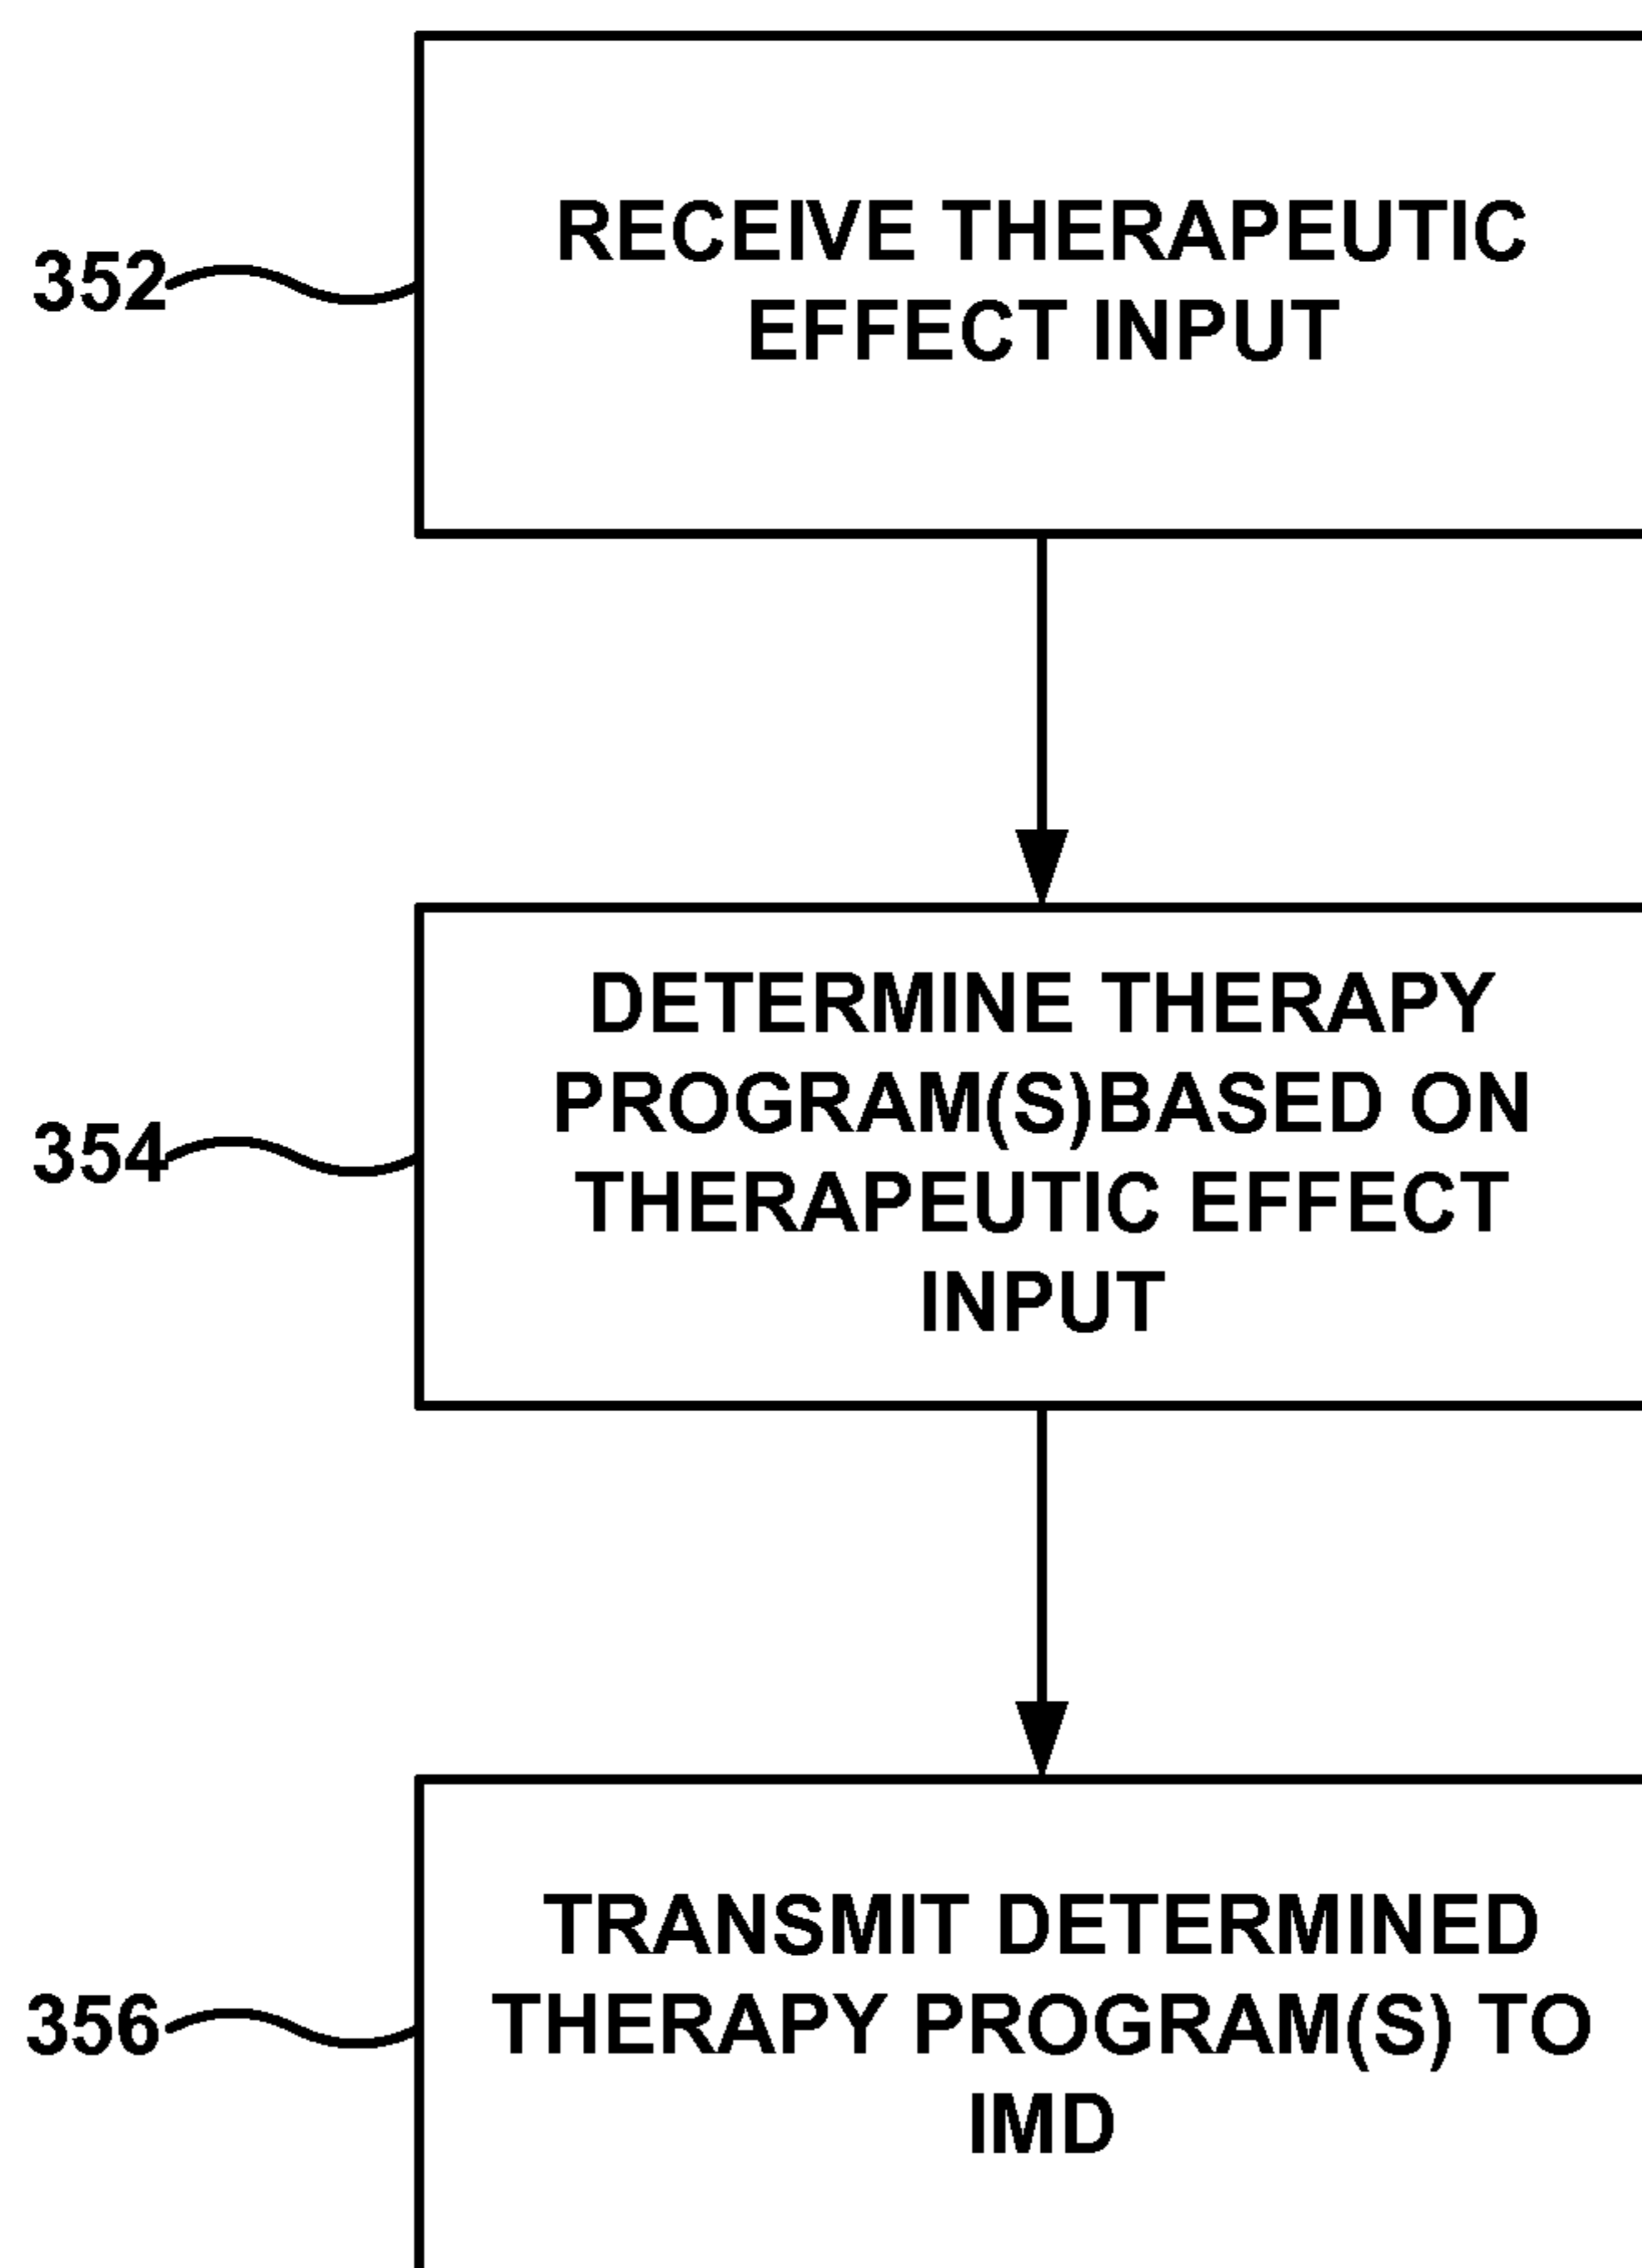 352
RECEIVE THERAPEUTIC
EFFECT INPUT
354
DETERMINE THERAPY
PROGRAM(S)BASED ON
THERAPEUTIC EFFECT
INPUT
356
TRANSMIT DETERMINED
THERAPY PROGRAM(S) TO
IMD